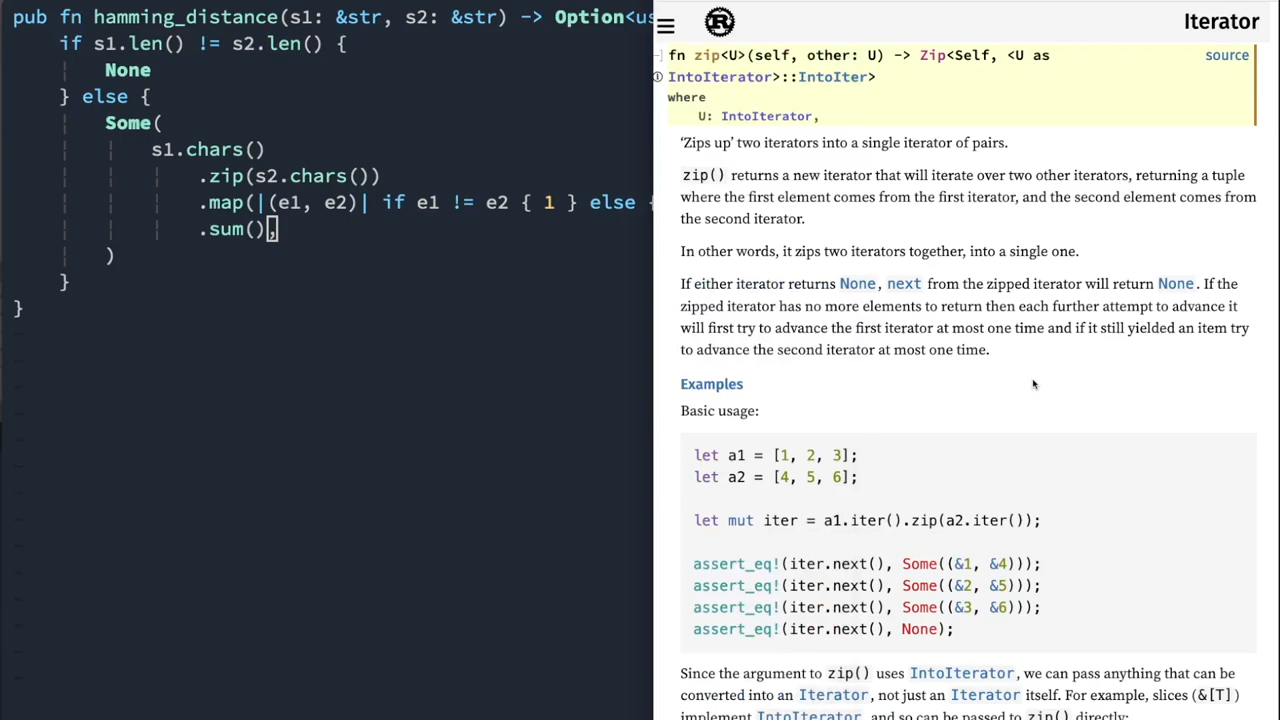 pub fn hamming_distance(s1: &str, s2: &str) -> Option<us
if s1.len() != s2.len() {
None
} else {
Some(
s1.chars()
.zip(s2.chars())
.map(|(e1, e2)| if e1 != e2 { 1 } else {
.sum(),
)
}
}
Iterator
fn zip<U>(self, other: U) -> Zip<Self, <U as
source
IntoIterator>::IntoIter>
where
U: IntoIterator,
‘Zips up’ two iterators into a single iterator of pairs.
zip() returns a new iterator that will iterate over two other iterators, returning a tuple
where the first element comes from the first iterator, and the second element comes from
the second iterator.
In other words, it zips two iterators together, into a single one.
If either iterator returns None, next from the zipped iterator will return None. If the
zipped iterator has no more elements to return then each further attempt to advance it
will first try to advance the first iterator at most one time and if it still yielded an item try
to advance the second iterator at most one time.
Examples
Basic usage:
let a1 = [1, 2, 3];
let a2 = [4, 5, 6];
let mut iter = a1.iter().zip(a2.iter());
assert_eq!(iter.next(), Some((&1, &4)));
assert_eq!(iter.next(), Some((&2, &5)));
assert_eq!(iter.next(), Some((&3, &6)));
assert_eq!(iter.next(), None);
Since the argument to zip() uses IntoIterator, we can pass anything that can be
converted into an Iterator, not just an Iterator itself. For example, slices (&[T])
implement IntoIterator, and so can be passed to zip() directly: